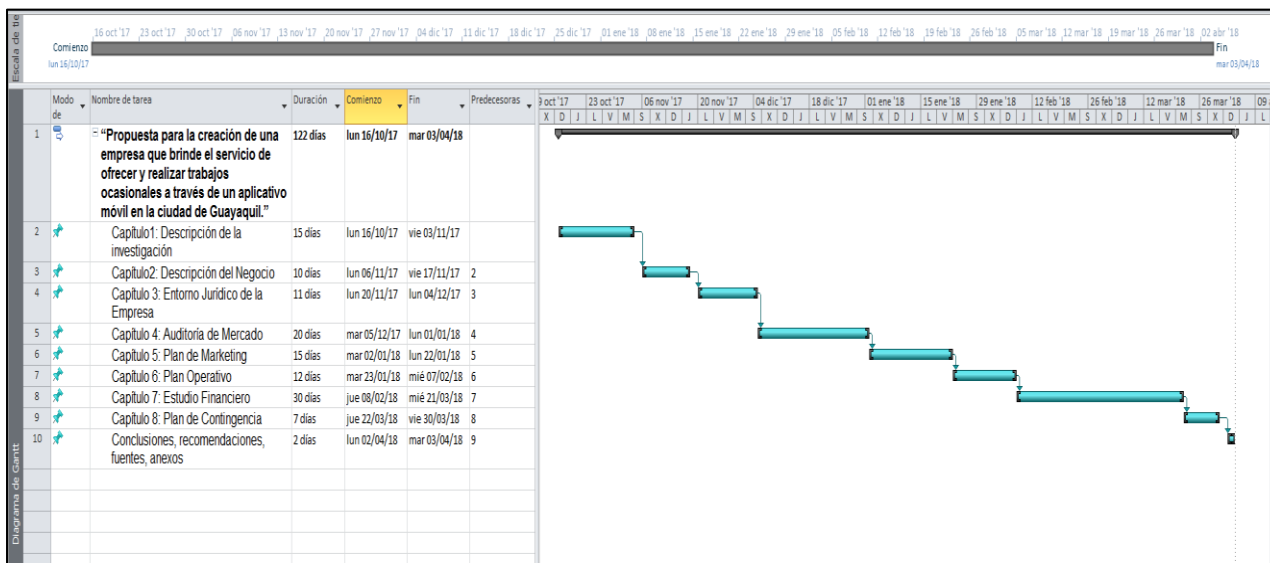 Escala de tie
16 oct '17 23 oct '17 30 oct '17 06 nov '17 13 nov '17 20 nov '17 27 nov '17 04 dic '17 11 dic '17 18 dic '17 25 dic '17 01 ene '18 08 ene '18 15 ene '18 22 ene '18 29 ene '18 05 feb '18 12 feb '18 19 feb '18 26 feb '18 05 mar '18 12 mar '18 19 mar '18 26 mar '18 02 abr '18
Comienzo Fin
lun 16/10/17 mar 03/04/18
Modo de Nombre de tarea Duración Comienzo Fin Predecesoras
oct '17 23 oct '17 06 nov '17 20 nov '17 04 dic '17 18 dic '17 01 ene '18 15 ene '18 29 ene '18 12 feb '18 26 feb '18 12 mar '18 26 mar '18 09
X D J L V M S X D J L V M S X D J L V M S X D J L V M S X D J L V M S X D J L V M S X D J L
1 "Propuesta para la creación de una 122 días lun 16/10/17 mar 03/04/18
empresa que brinde el servicio de
ofrecer y realizar trabajos
ocasionales a través de un aplicativo
móvil en la ciudad de Guayaquil."
2 Capítulo1: Descripción de la 15 días lun 16/10/17 vie 03/11/17
investigación
3 Capítulo2: Descripción del Negocio 10 días lun 06/11/17 vie 17/11/17 2
4 Capítulo 3: Entorno Jurídico de la 11 días lun 20/11/17 lun 04/12/17 3
Empresa
5 Capítulo 4: Auditoría de Mercado 20 días mar 05/12/17 lun 01/01/18 4
6 Capítulo 5: Plan de Marketing 15 días mar 02/01/18 lun 22/01/18 5
7 Capítulo 6: Plan Operativo 12 días mar 23/01/18 mié 07/02/18 6
8 Capítulo 7: Estudio Financiero 30 días jue 08/02/18 mié 21/03/18 7
9 Capítulo 8: Plan de Contingencia 7 días jue 22/03/18 vie 30/03/18 8
10 Conclusiones, recomendaciones, 2 días lun 02/04/18 mar 03/04/18 9
fuentes, anexos
Diagrama de Gantt